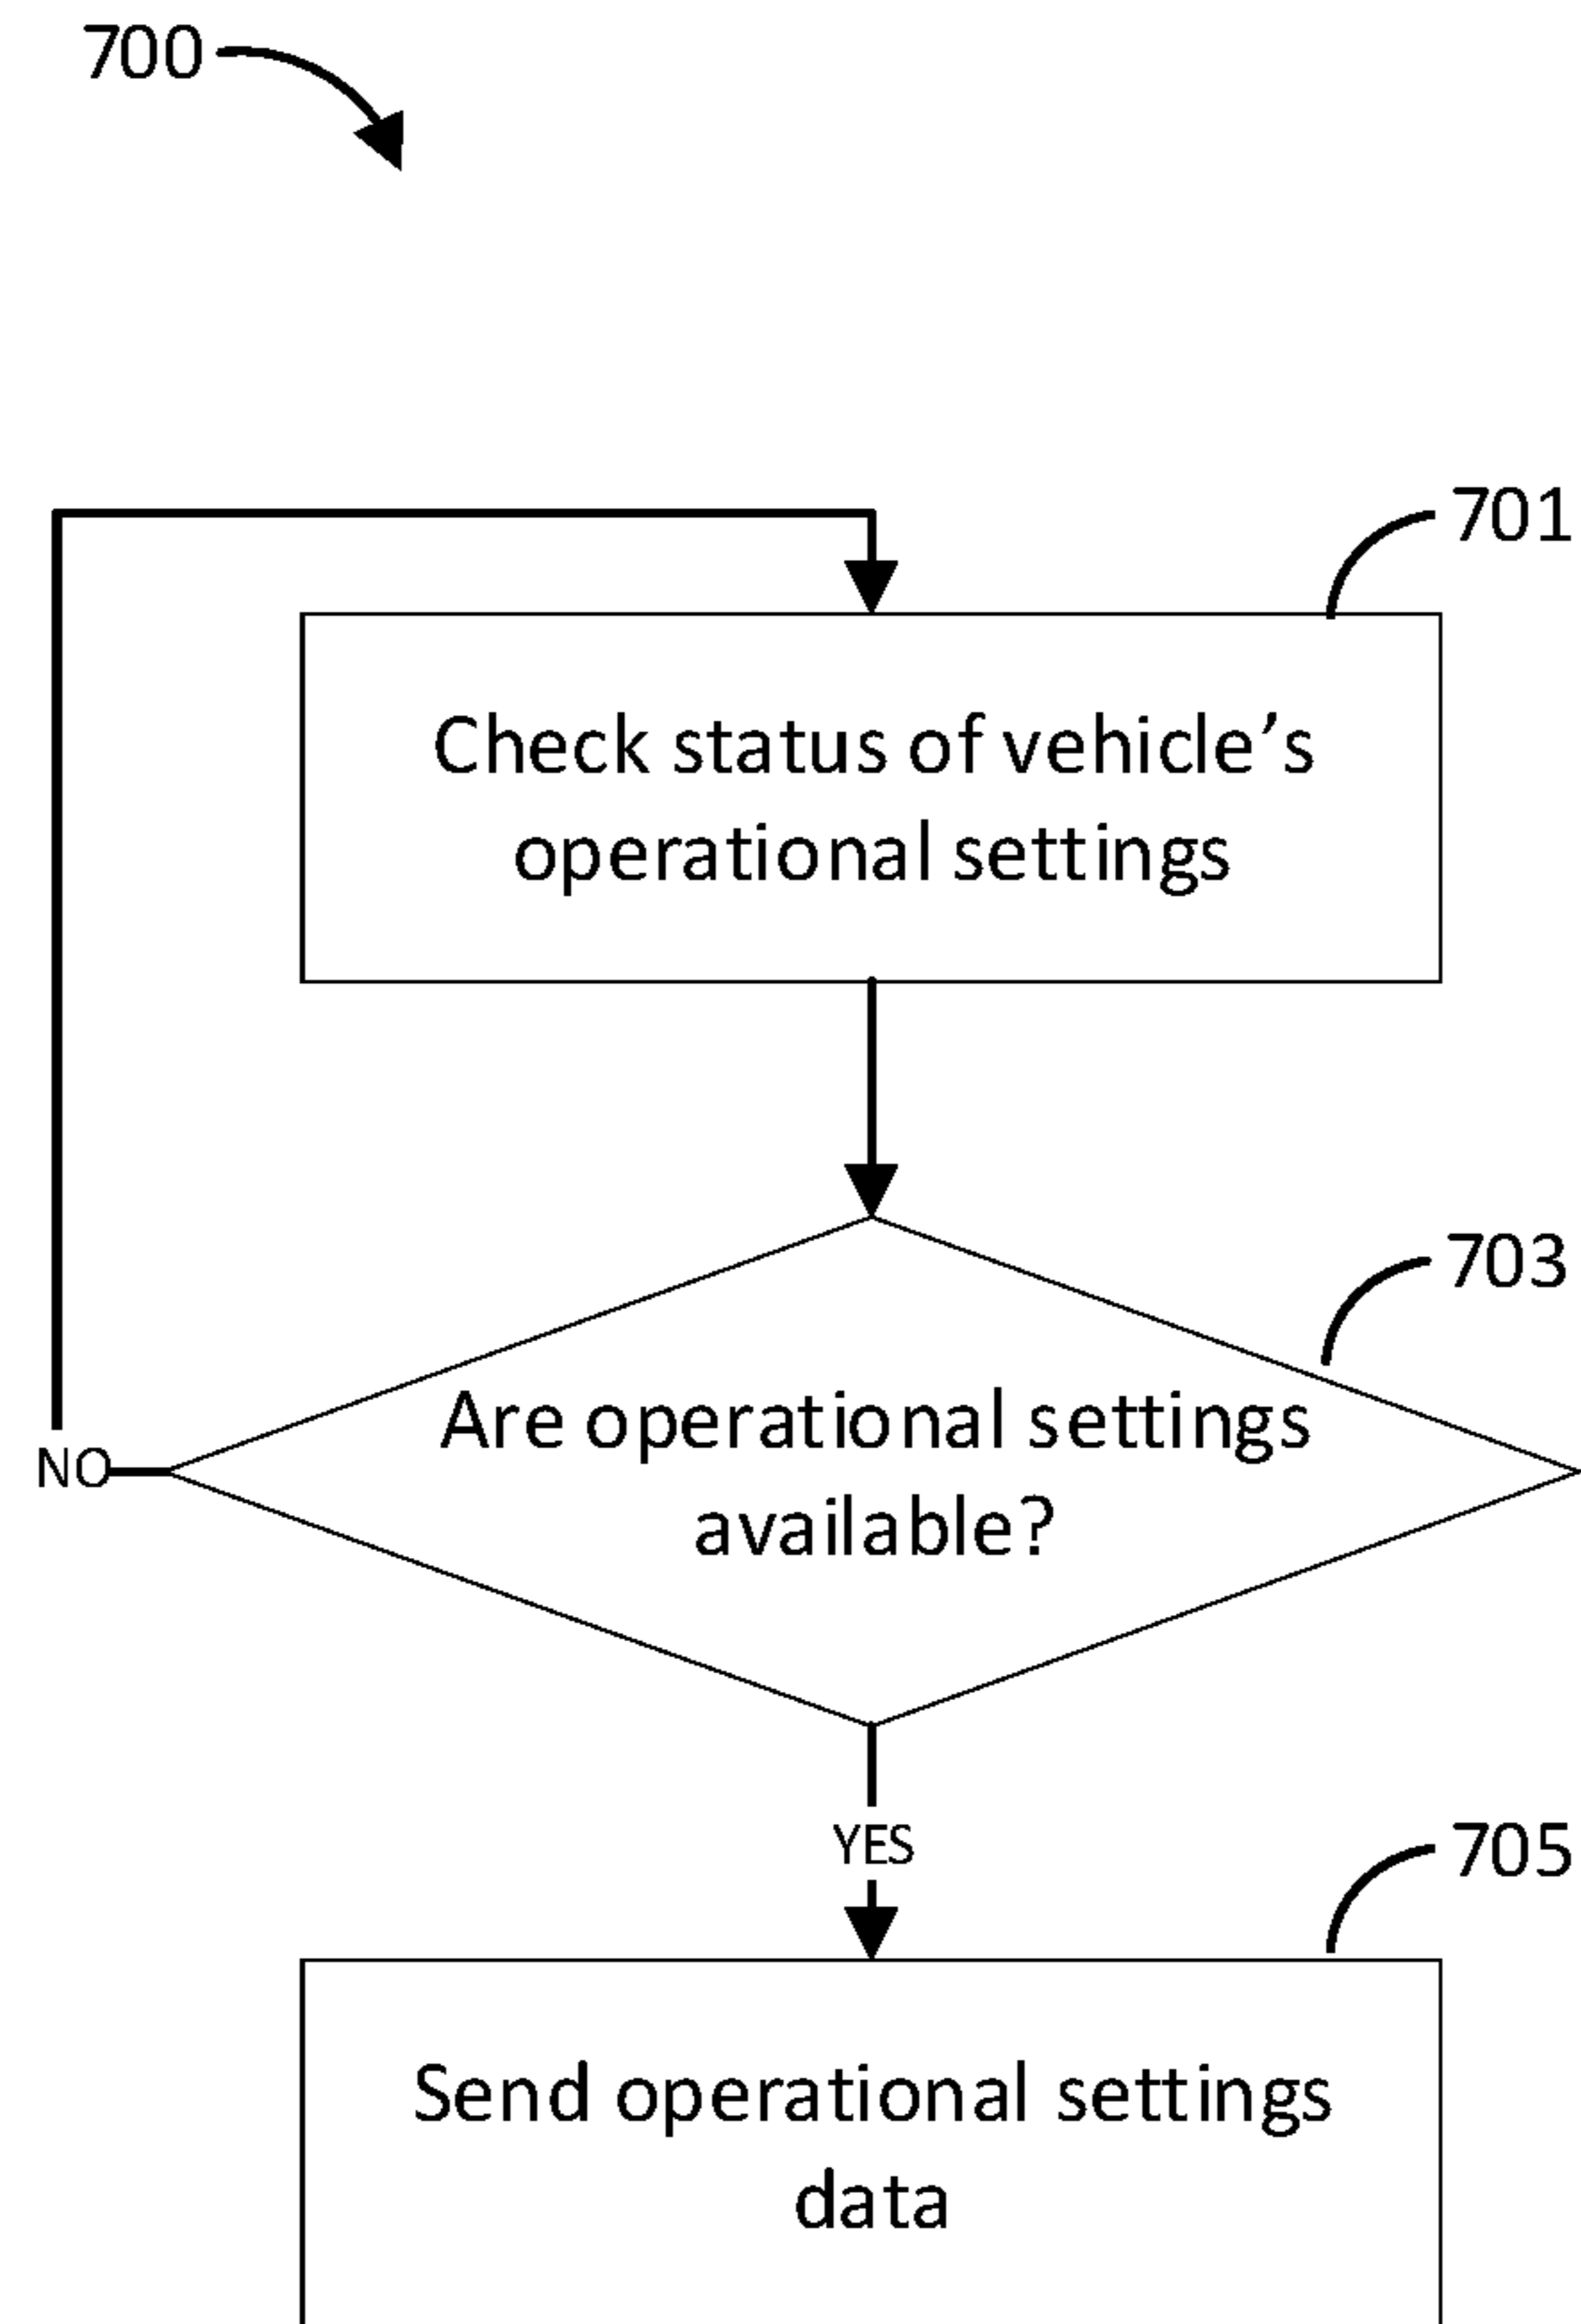 700
701
Check status of vehicle’s
operational settings
703
Are operational settings
available?
NO
YES
705
Send operational settings
data